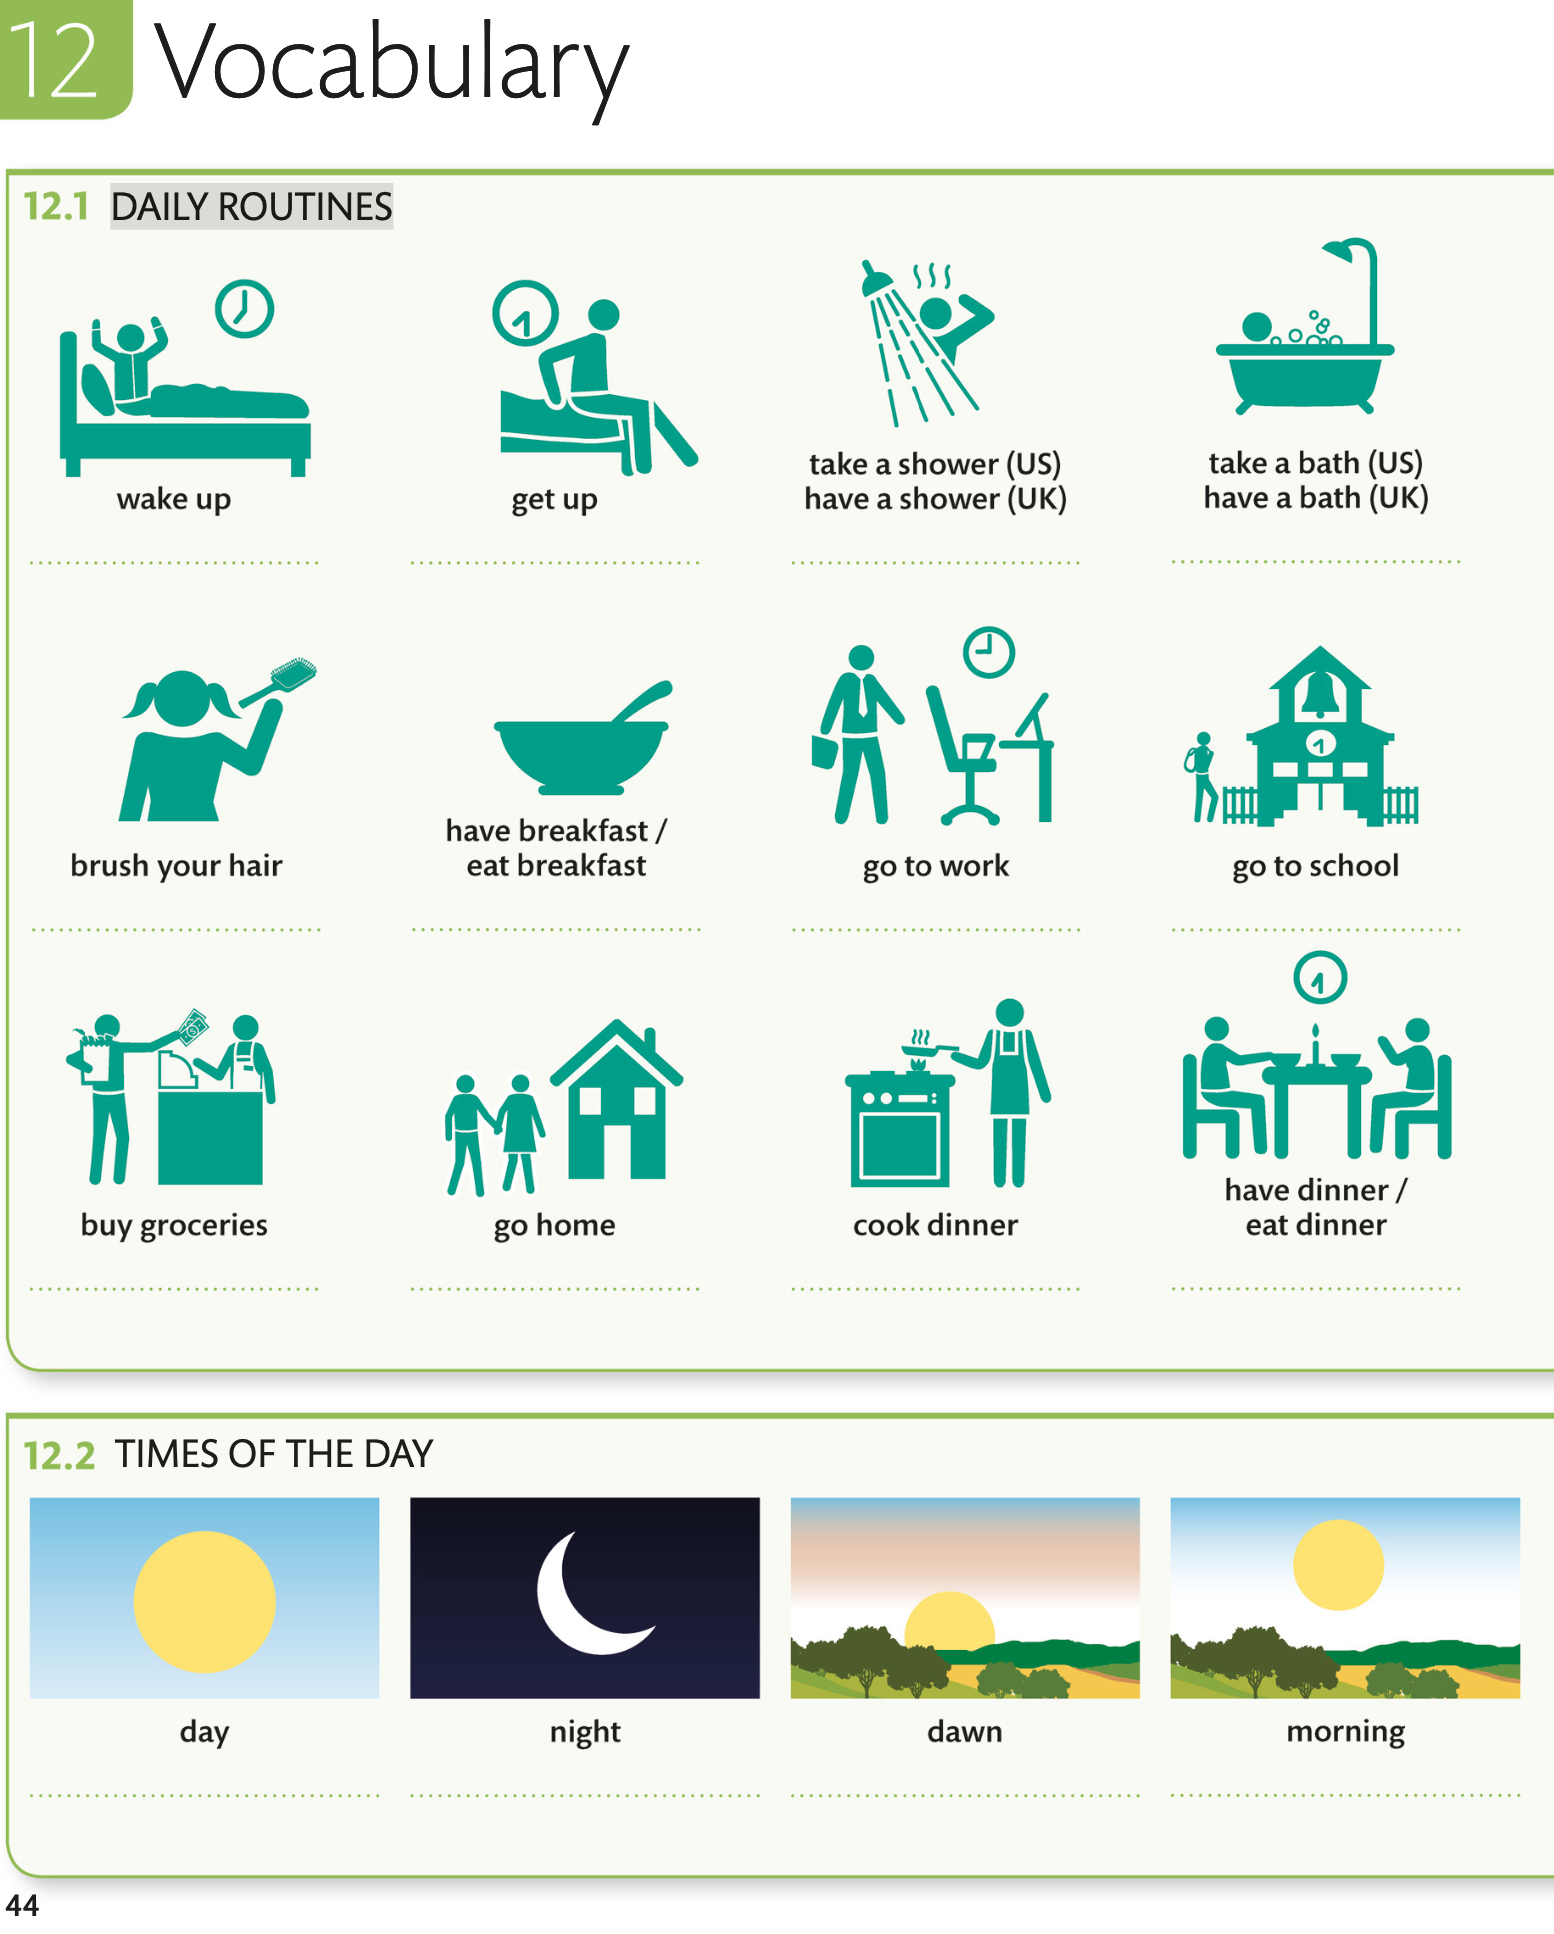 12 Vocabulary
12.1 DAILY ROUTINES
wake up
get up
take a shower (US)
have a shower (UK)
take a bath (US)
have a bath (UK)
brush your hair
have breakfast /
eat breakfast
go to work
go to school
buy groceries
go home
cook dinner
have dinner /
eat dinner
12.2 TIMES OF THE DAY
day
night
dawn
morning
44